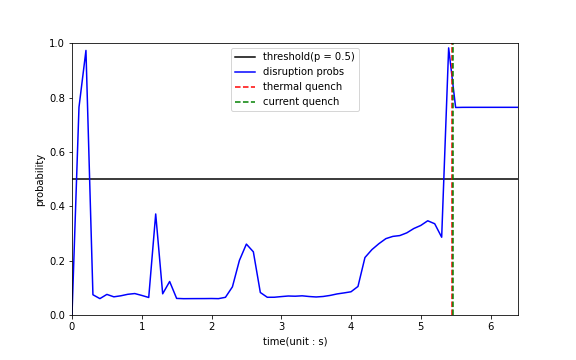 threshold(p = 0.5)
disruption probs
thermal quench
current quench
probability
1.0
0.8
0.6
0.4
0.2
0.0
0 1 2 3 4 5 6
time(unit : s)